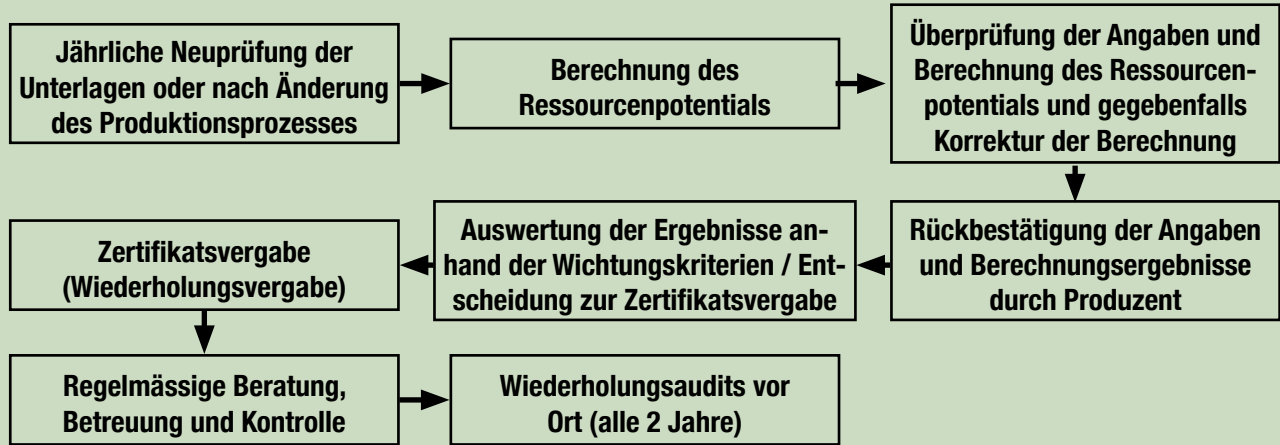 Jährliche Neuprüfung der
Unterlagen oder nach Änderung
des Produktionsprozesses
Berechnung des
Ressourcenpotentials
Überprüfung der Angaben und
Berechnung des Ressourcen-
potentials und gegebenfalls
Korrektur der Berechnung
Rückbestätigung der Angaben
und Berechnungsergebnisse
durch Produzent
Auswertung der Ergebnisse an-
hand der Wichtungskriterien / Ent-
scheidung zur Zertifikatsvergabe
Zertifikatsvergabe
(Wiederholungsvergabe)
Regelmässige Beratung,
Betreuung und Kontrolle
Wiederholungsaudits vor
Ort (alle 2 Jahre)